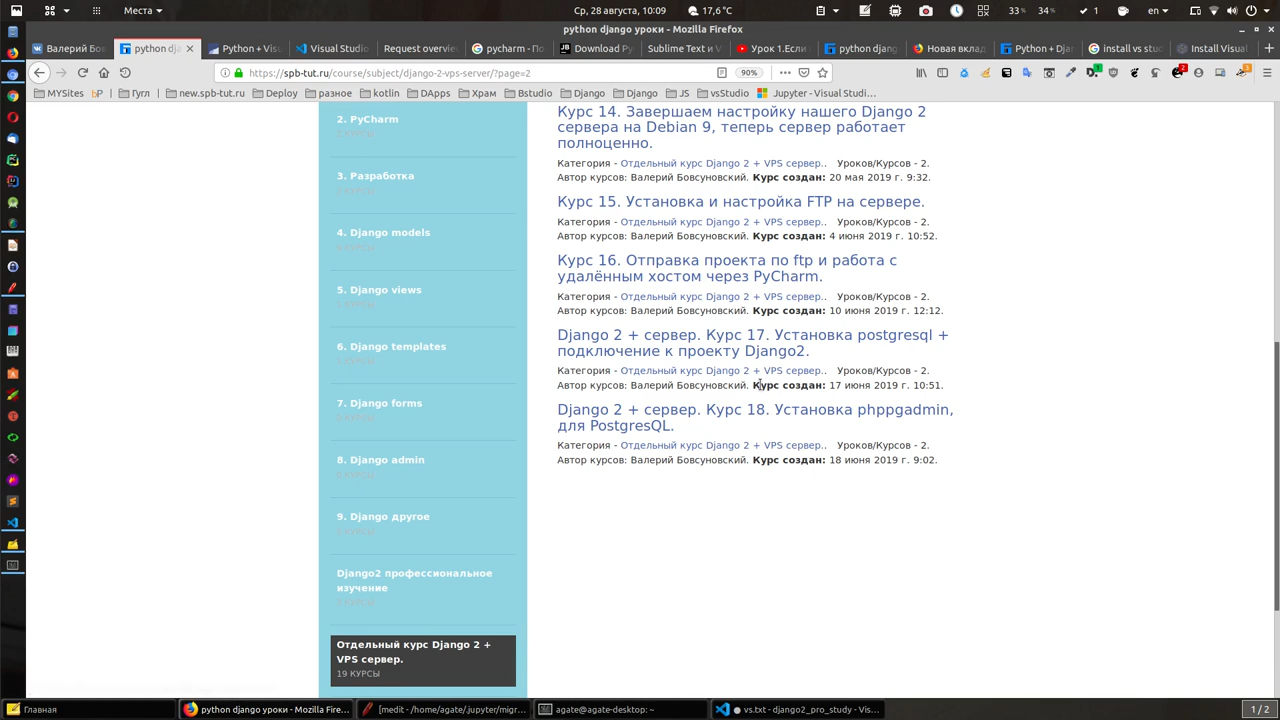 Места
Ср, 28 августа, 10:09
17,6°C
33%
34%
1
en
python django уроки - Mozilla Firefox
Валерий Бов
python dj
Python + Visu
Visual Studio
Request overvie
pycharm - По
Download Py
Sublime Text и V
Урок 1.Если
python djang
Новая вклад
Python + Djan
install vs stud
Install Visual
https://spb-tut.ru/course/subject/django-2-vps-server/?page=2
90%
MYSites
Гугл
new.spb-tut.ru
Deploy
разное
kotlin
DApps
Храм
Bstudio
Django
Django
JS
vsStudio
Jupyter - Visual Studi…
2. PyCharm
3. Разработка
4. Django models
5. Django views
6. Django templates
7. Django forms
8. Django admin
9. Django другое
Django2 профессиональное
изучение
Отдельный курс Django 2 +
VPS сервер.
19 КУРСЫ
Курс 14. Завершаем настройку нашего Django 2
сервера на Debian 9, теперь сервер работает
полноценно.
Категория - Отдельный курс Django 2 + VPS сервер.. Уроков/Курсов - 2.
Автор курсов: Валерий Бовсуновский. Курс создан: 20 мая 2019 г. 9:32.
Курс 15. Установка и настройка FTP на сервере.
Категория - Отдельный курс Django 2 + VPS сервер.. Уроков/Курсов - 2.
Автор курсов: Валерий Бовсуновский. Курс создан: 4 июня 2019 г. 10:52.
Курс 16. Отправка проекта по ftp и работа с
удалённым хостом через PyCharm.
Категория - Отдельный курс Django 2 + VPS сервер.. Уроков/Курсов - 2.
Автор курсов: Валерий Бовсуновский. Курс создан: 10 июня 2019 г. 12:12.
Django 2 + сервер. Курс 17. Установка postgresql +
подключение к проекту Django2.
Категория - Отдельный курс Django 2 + VPS сервер.. Уроков/Курсов - 2.
Автор курсов: Валерий Бовсуновский. Курс создан: 17 июня 2019 г. 10:51.
Django 2 + сервер. Курс 18. Установка phppgadmin,
для PostgresQL.
Категория - Отдельный курс Django 2 + VPS сервер.. Уроков/Курсов - 2.
Автор курсов: Валерий Бовсуновский. Курс создан: 18 июня 2019 г. 9:02.
Главная
python django уроки - Mozilla Firef…
[medit - /home/agate/.jupyter/migr…
agate@agate-desktop: ~
● vs.txt - django2_pro_study - Vis…
1 / 2